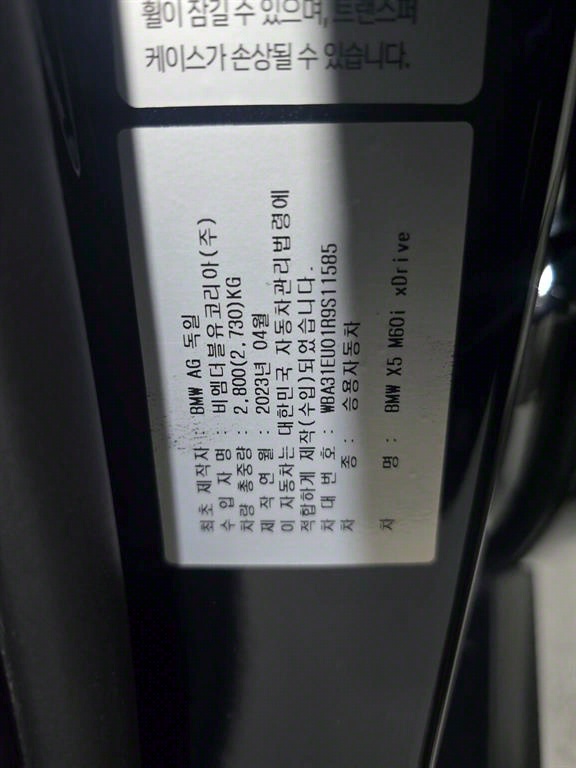 휠이 잠길 수 있으며, 트랜스퍼
케이스가 손상될 수 있습니다.
최초 제작자 : BMW AG 독일
수 입 자 명 : 비엠더블유코리아(주)
차량 총중량 : 2,800(2,730)KG
제 작 연 월 : 2023년 04월
이 자동차는 대한민국 자동차관리법령에
적합하게 제작(수입)되었습니다.
차 대 번 호 : WBA31EU01R9S11585
차 종 : 승용자동차
차 명 : BMW X5 M60i xDrive